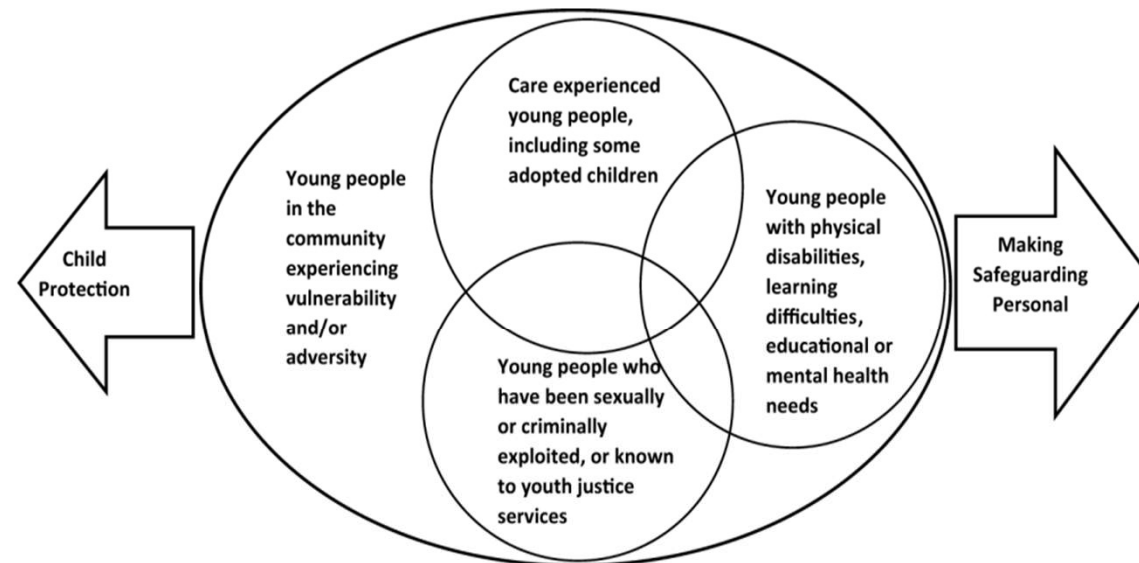 Care experienced
young people,
including some
adopted children
Young people
in the
community
experiencing
vulnerability
and/or
adversity
Young people
with physical
disabilities,
learning
difficulties,
educational or
mental health
needs
Child
Protection
Making
Safeguarding
Personal
Young people who
have been sexually
or criminally
exploited, or known
to youth justice
services